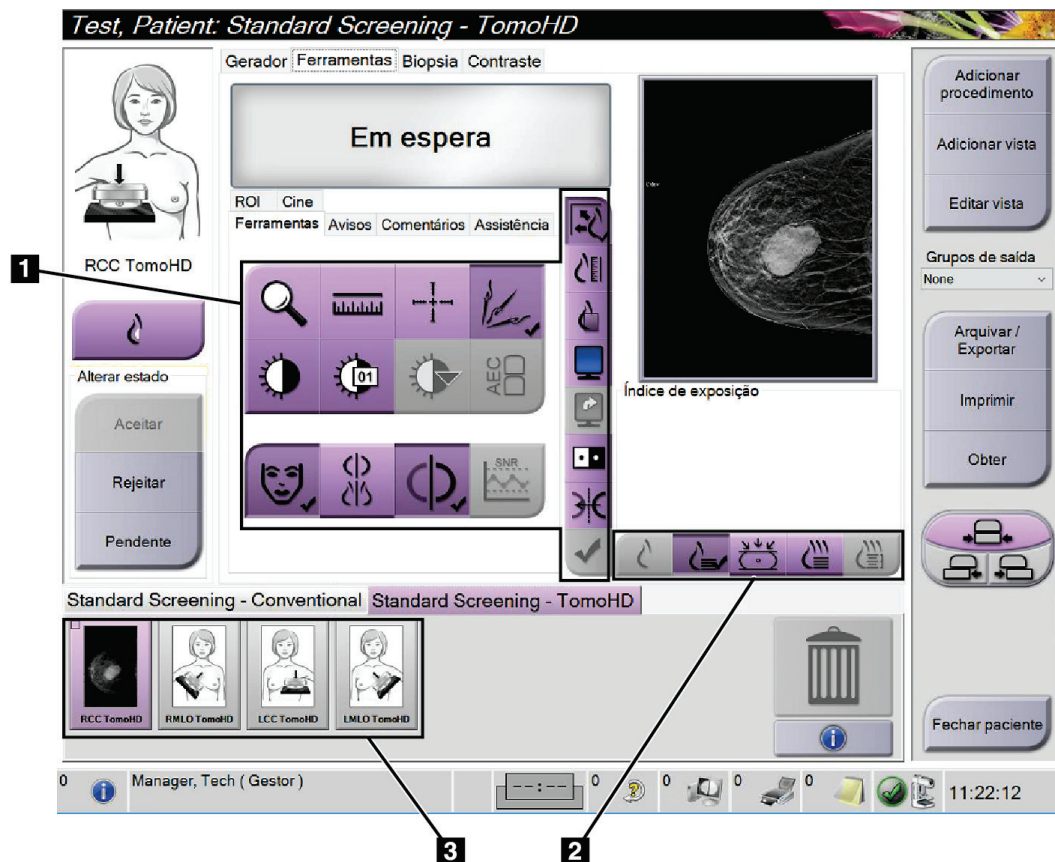 Test, Patient: Standard Screening - TomoHD
Gerador Ferramentas Biopsia Contraste
Em espera
ROI Cine
Ferramentas Avisos Comentários Assistência
RCC TomoHD
1
01
AEC
SNR
Alterar estado
Aceitar
Rejeitar
Pendente
Índice de exposição
Adicionar procedimento
Adicionar vista
Editar vista
Grupos de saída
None
Arquivar / Exportar
Imprimir
Obter
Standard Screening - Conventional Standard Screening - TomoHD
RCC TomoHD RMLO TomoHD LCC TomoHD LMLO TomoHD
Fechar paciente
0 Manager, Tech ( Gestor ) --:-- 0 0 0 0 11:22:12
3 2